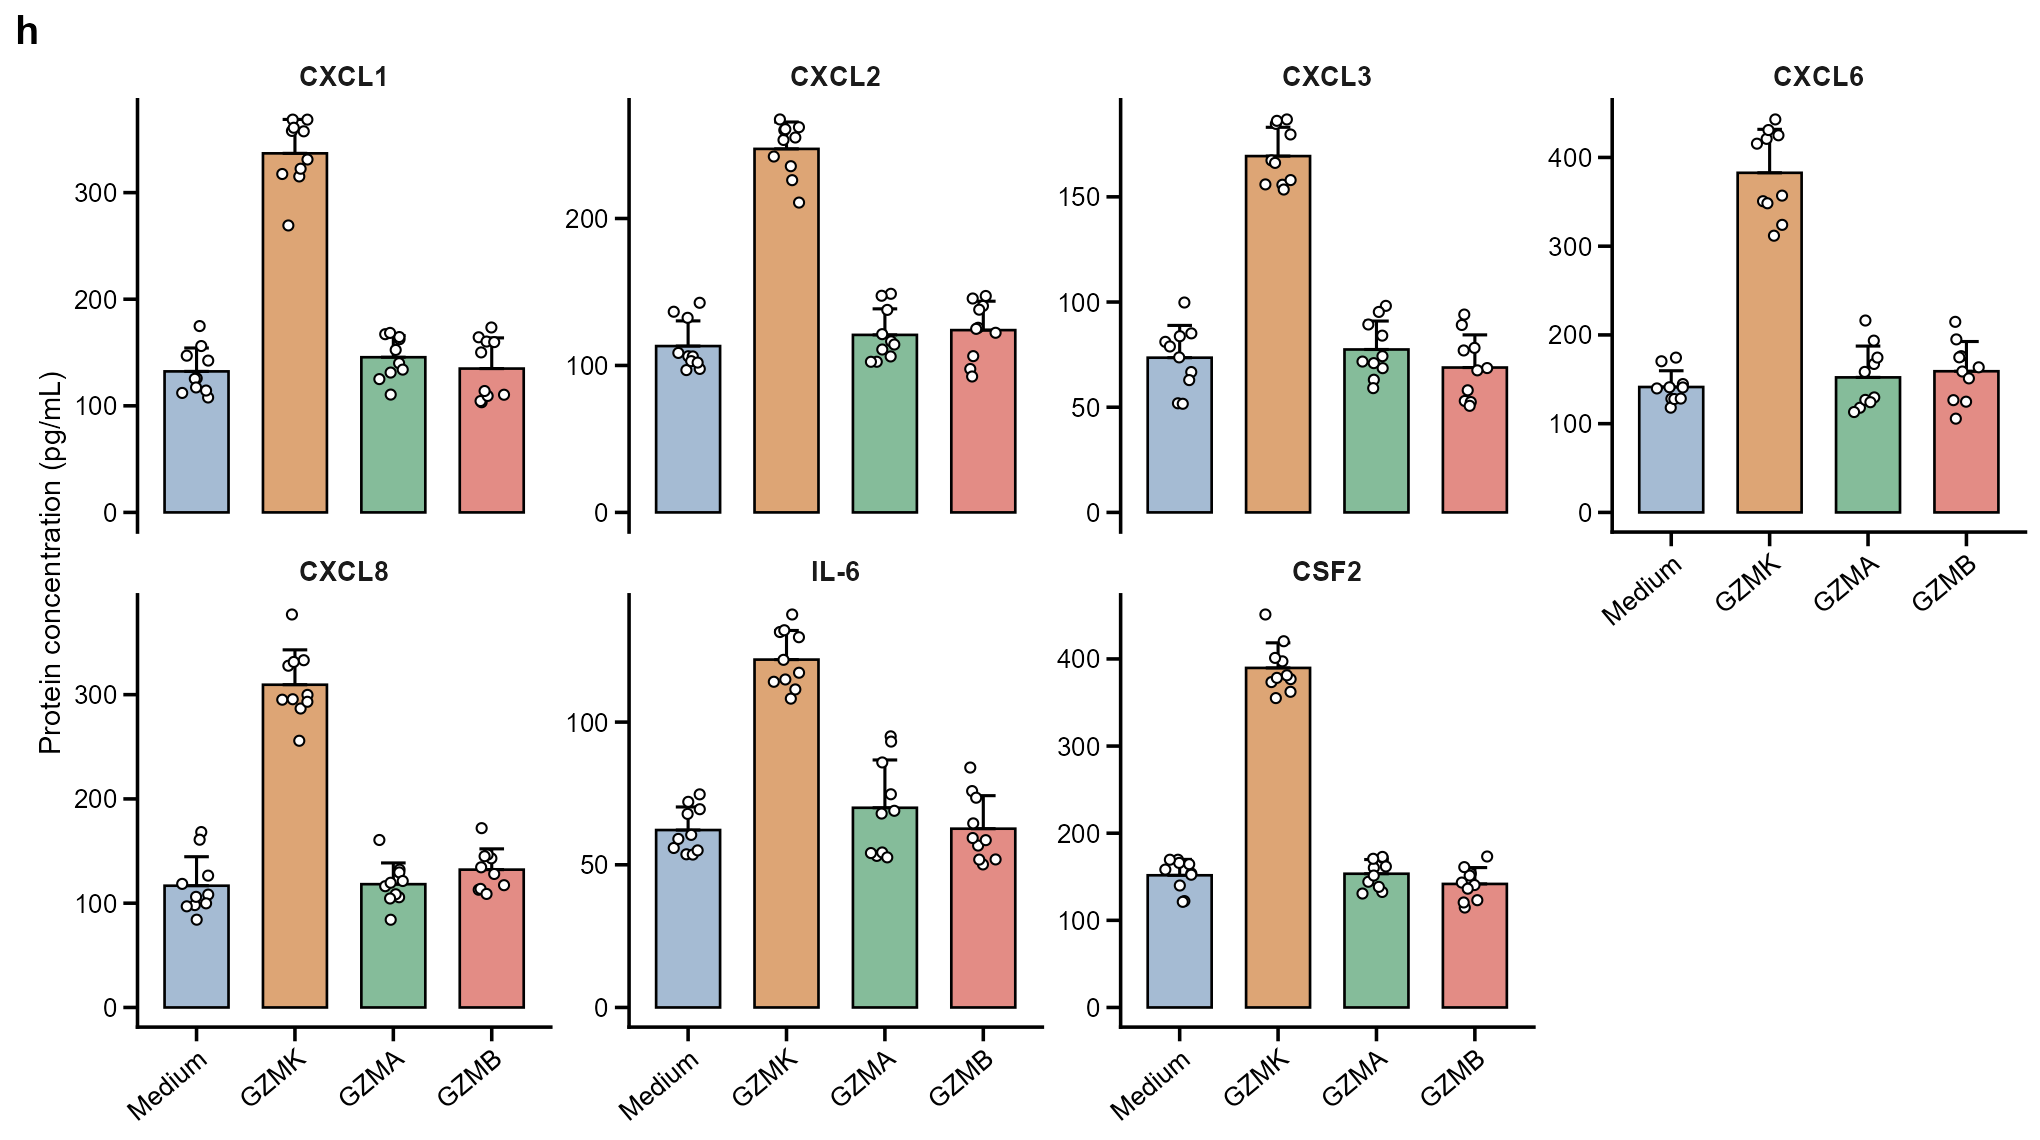 h
CXCL1
CXCL2
CXCL3
CXCL6
Protein concentration (pg/mL)
300
200
100
0
200
100
0
150
100
50
0
400
300
200
100
0
Medium
GZMK
GZMA
GZMB
CXCL8
IL-6
CSF2
300
200
100
0
100
50
0
400
300
200
100
0
Medium
GZMK
GZMA
GZMB
Medium
GZMK
GZMA
GZMB
Medium
GZMK
GZMA
GZMB